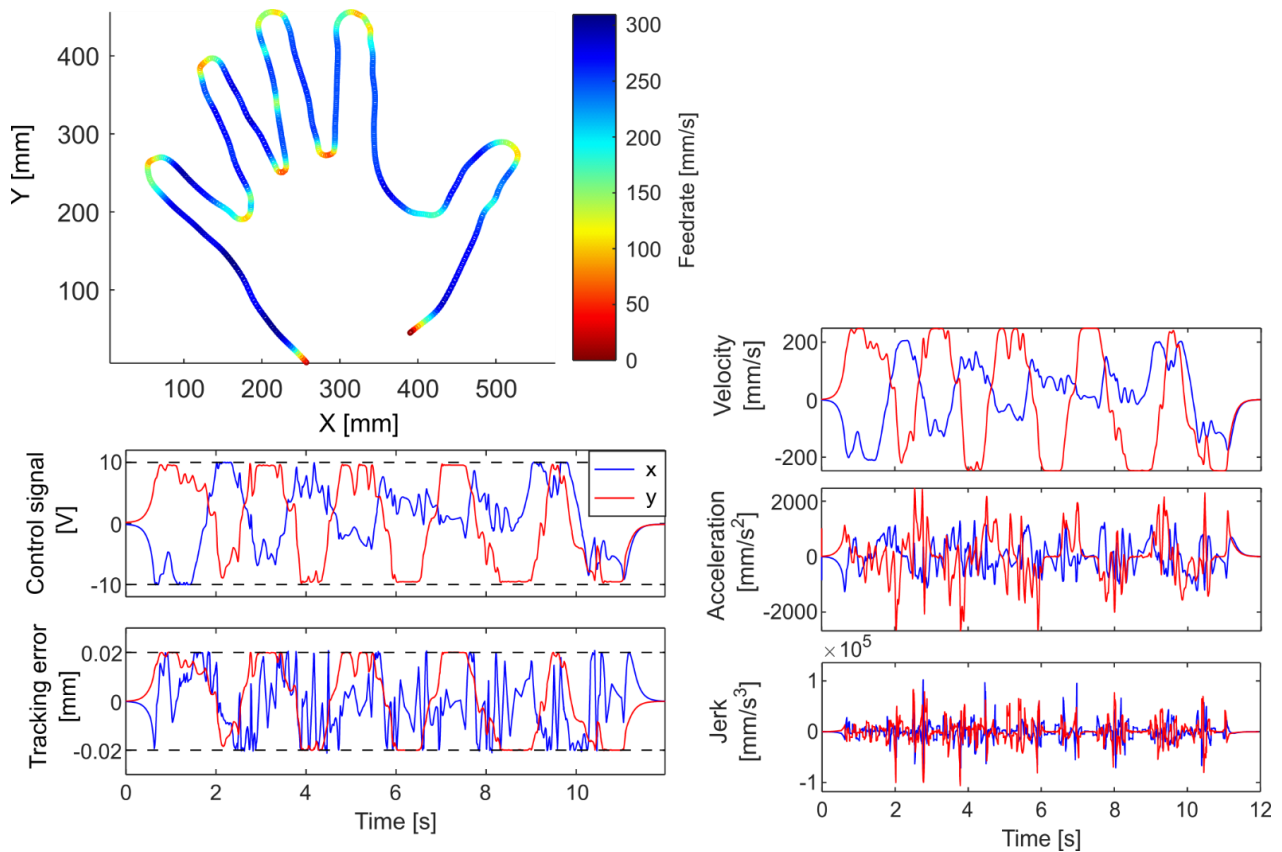 400
300
200
100
Y [mm]
100
200
300
400
500
X [mm]
300
250
200
150
100
50
0
Feedrate [mm/s]
Control signal
[V]
10
0
-10
x
y
Tracking error
[mm]
0.02
0
-0.02
0
2
4
6
8
10
Time [s]
Velocity
[mm/s]
200
0
-200
Acceleration
[mm/s²]
2000
0
-2000
× 10⁵
Jerk
[mm/s³]
1
0
-1
0
2
4
6
8
10
12
Time [s]